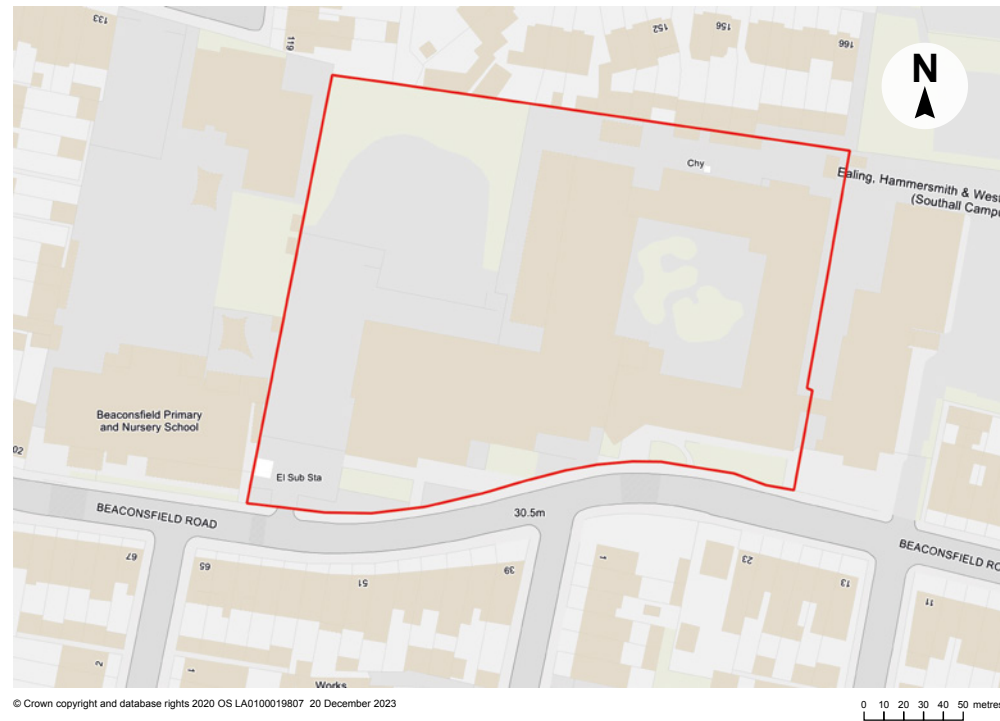 133
119
152
156
166
N
Chy
Ealing, Hammersmith & West
(Southall Campu
Beaconsfield Primary
and Nursery School
02
El Sub Sta
30.5m
BEACONSFIELD ROAD
BEACONSFIELD RO
67
65
51
39
1
23
13
11
2
1
Works
© Crown copyright and database rights 2020 OS LA0100019807 20 December 2023
0 10 20 30 40 50 metres